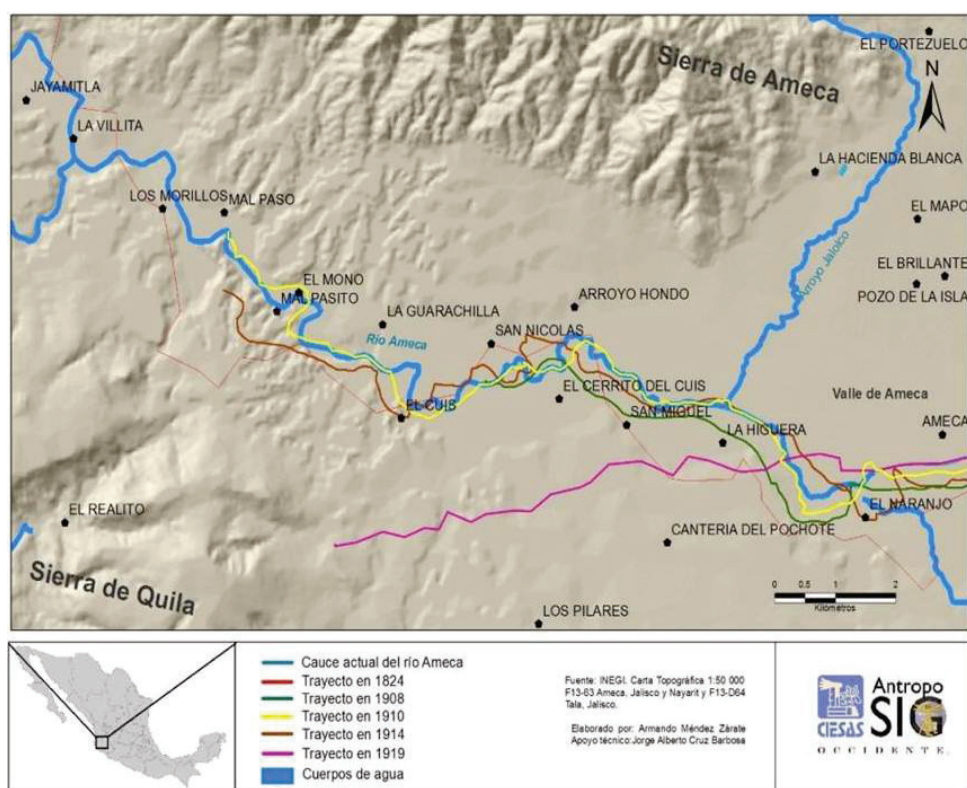 Sierra de Ameca
EL PORTEZUELO
N
JAYAMITLA
LA VILLITA
LA HACIENDA BLANCA
LOS MORILLOS
MAL PASO
EL MAPO
Arroyo Jalolco
EL BRILLANTE
POZO DE LA ISLA
EL MONO
MAL PASITO
ARROYO HONDO
LA GUARACHILLA
Río Ameca
SAN NICOLAS
EL CERRITO DEL CUIS
Valle de Ameca
EL CUIS
SAN MIGUEL
AMECA
LA HIGUERA
EL REALITO
EL NARANJO
CANTERIA DEL POCHOTE
Sierra de Quila
0 0.5 1 2
Kilómetros
LOS PILARES
Cauce actual del río Ameca
Trayecto en 1824
Trayecto en 1908
Trayecto en 1910
Trayecto en 1914
Trayecto en 1919
Cuerpos de agua
Fuente: INEGI. Carta Topográfica 1:50 000
F13-63 Ameca, Jalisco y Nayarit y F13-D64
Tala, Jalisco.
Elaborado por: Armando Méndez Zárate
Apoyo técnico:Jorge Alberto Cruz Barbosa
CIESAS
Antropo
SIG
OCCIDENTE